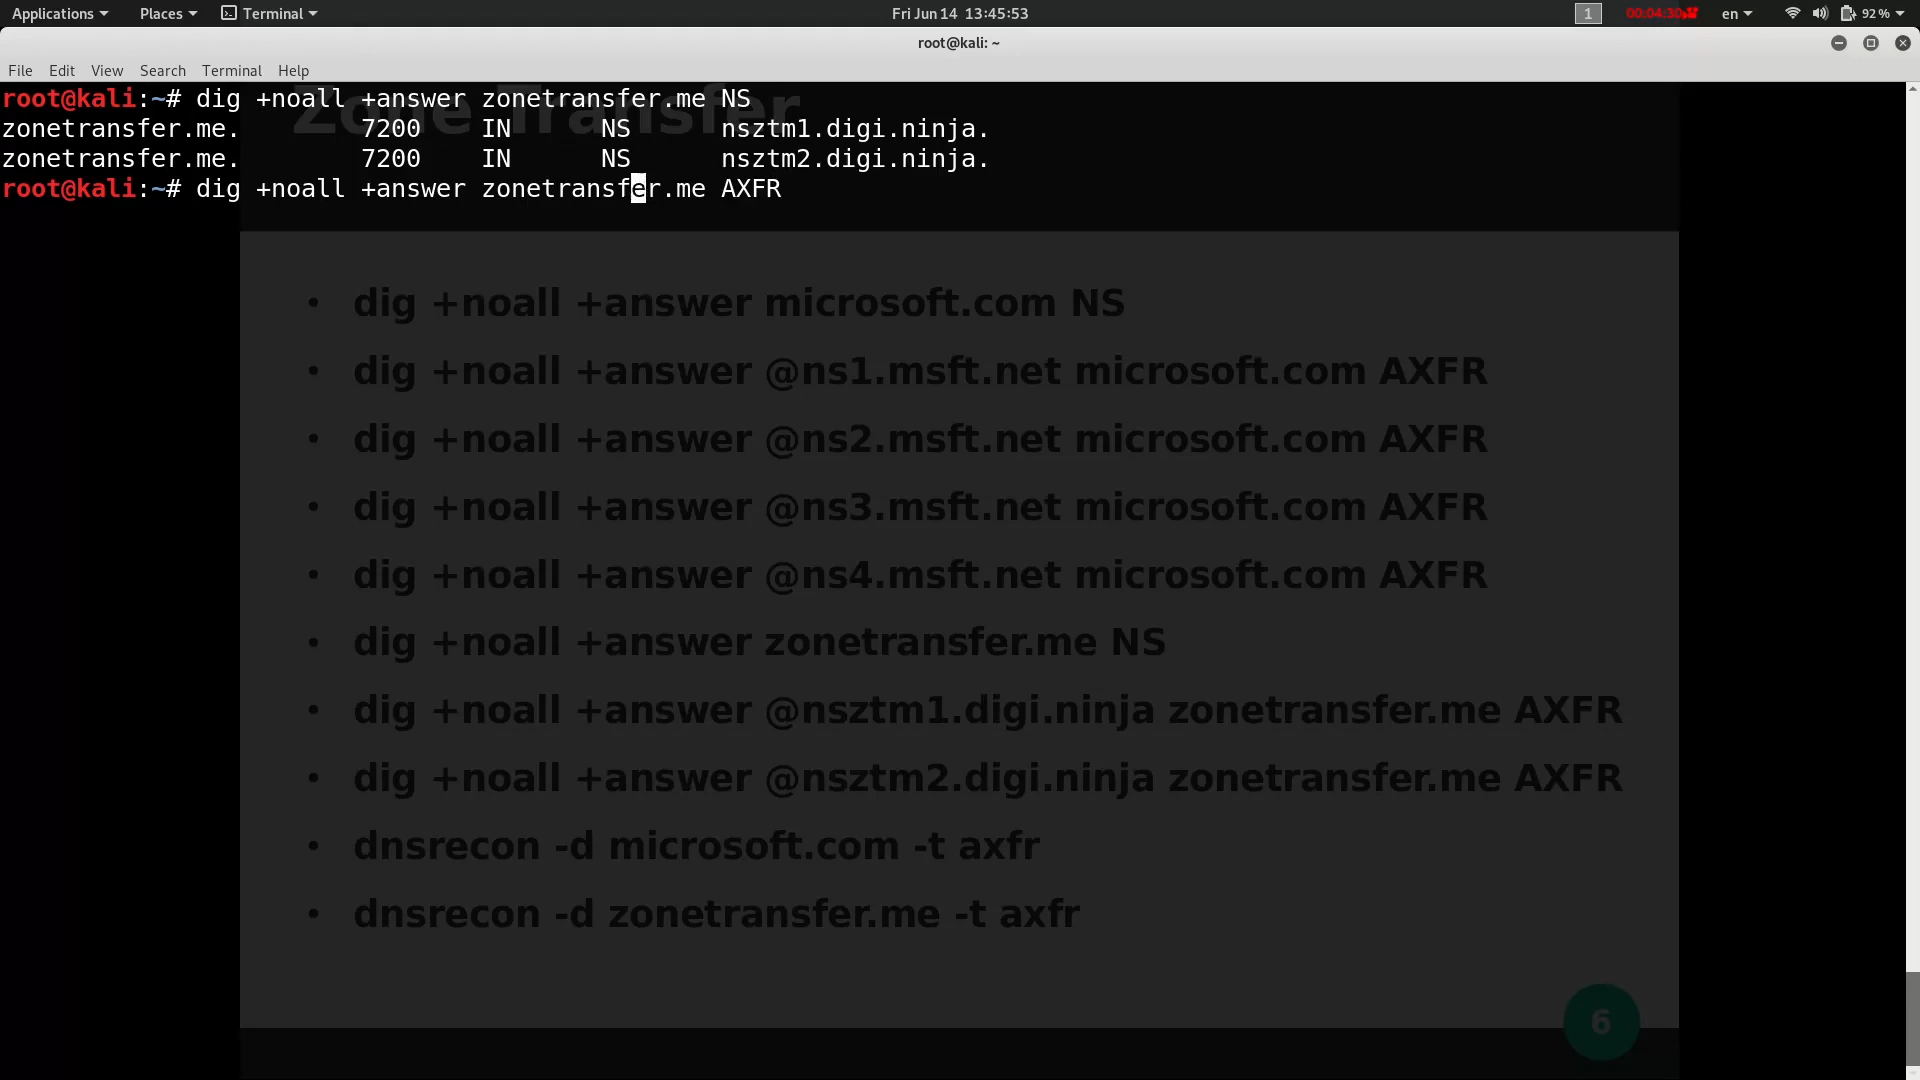 Applications Places Terminal Fri Jun 14 13:45:53 1 00:04:30 en 92%
root@kali: ~
File Edit View Search Terminal Help
Zone Transfer
root@kali:~# dig +noall +answer zonetransfer.me NS
zonetransfer.me. 7200 IN NS nsztm1.digi.ninja.
zonetransfer.me. 7200 IN NS nsztm2.digi.ninja.
root@kali:~# dig +noall +answer zonetransfer.me AXFR
• dig +noall +answer microsoft.com NS
• dig +noall +answer @ns1.msft.net microsoft.com AXFR
• dig +noall +answer @ns2.msft.net microsoft.com AXFR
• dig +noall +answer @ns3.msft.net microsoft.com AXFR
• dig +noall +answer @ns4.msft.net microsoft.com AXFR
• dig +noall +answer zonetransfer.me NS
• dig +noall +answer @nsztm1.digi.ninja zonetransfer.me AXFR
• dig +noall +answer @nsztm2.digi.ninja zonetransfer.me AXFR
• dnsrecon -d microsoft.com -t axfr
• dnsrecon -d zonetransfer.me -t axfr
6